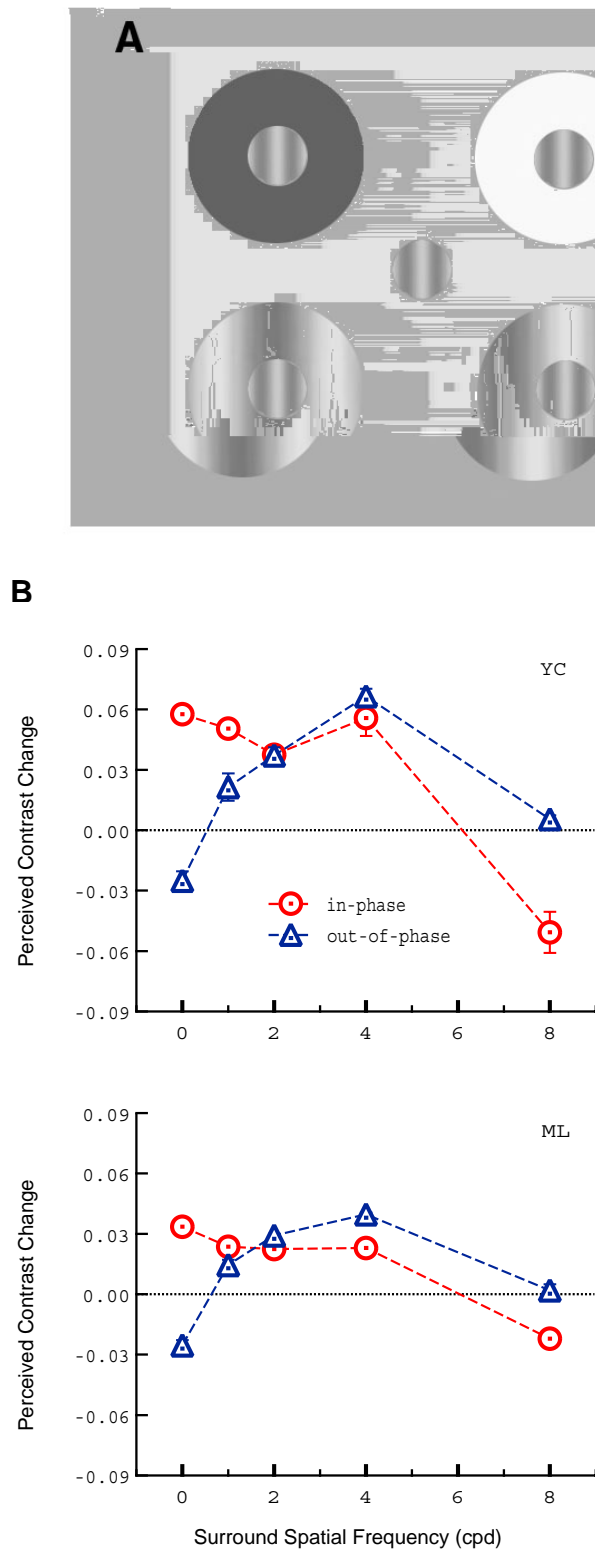 A
B
YC
0.09
0.06
0.03
0.00
-0.03
-0.06
-0.09
Perceived Contrast Change
in-phase
out-of-phase
0 2 4 6 8
ML
0.09
0.06
0.03
0.00
-0.03
-0.06
-0.09
Perceived Contrast Change
0 2 4 6 8
Surround Spatial Frequency (cpd)